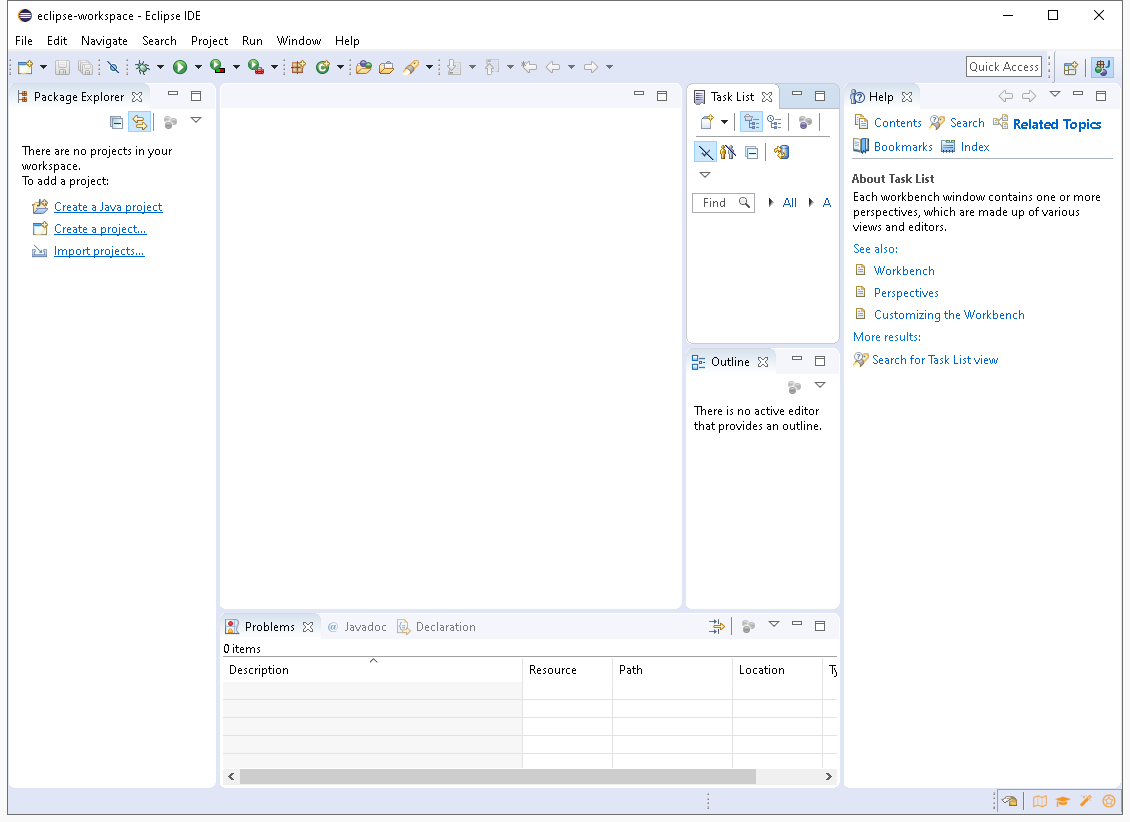 eclipse-workspace - Eclipse IDE
File Edit Navigate Search Project Run Window Help
Quick Access
Package Explorer
There are no projects in your
workspace.
To add a project:
Create a Java project
Create a project...
Import projects...
Task List
Find All A
Outline
There is no active editor
that provides an outline.
Help
Contents Search Related Topics
Bookmarks Index
About Task List
Each workbench window contains one or more
perspectives, which are made up of various
views and editors.
See also:
Workbench
Perspectives
Customizing the Workbench
More results:
Search for Task List view
Problems @ Javadoc Declaration
0 items
Description Resource Path Location Ty